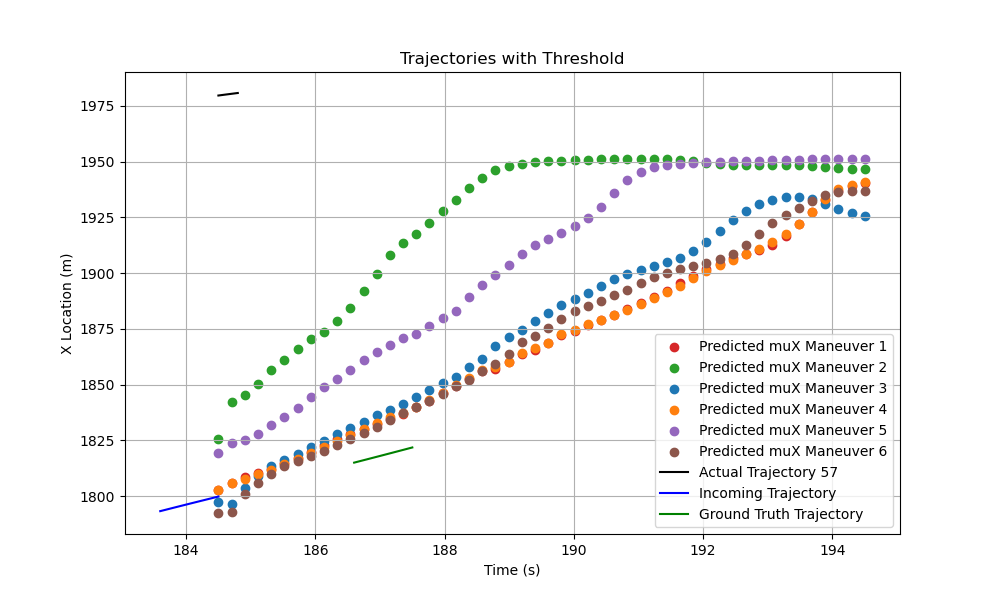 Trajectories with Threshold
1975
1950
1925
1900
1875
1850
1825
1800
X Location (m)
184
186
188
190
192
194
Time (s)
Predicted muX Maneuver 1
Predicted muX Maneuver 2
Predicted muX Maneuver 3
Predicted muX Maneuver 4
Predicted muX Maneuver 5
Predicted muX Maneuver 6
Actual Trajectory 57
Incoming Trajectory
Ground Truth Trajectory